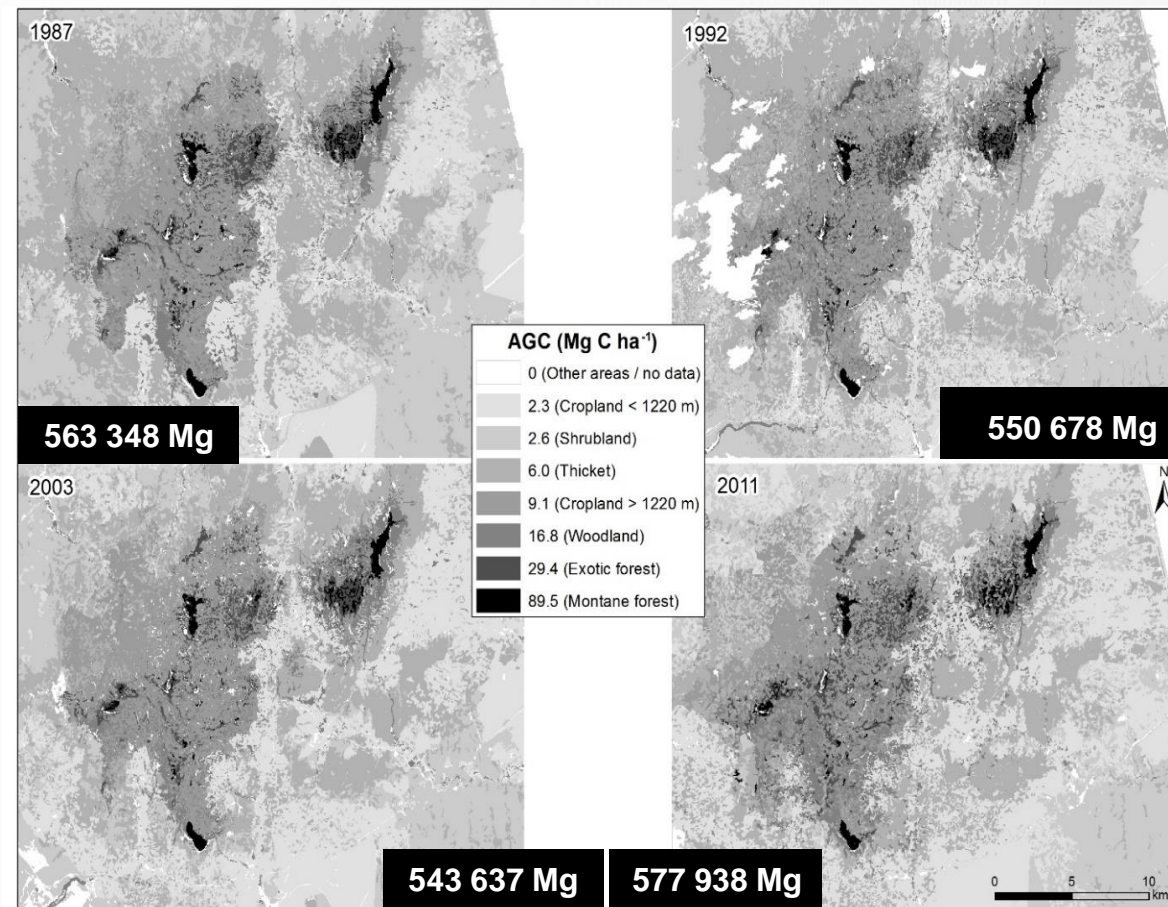 1987
1992
AGC (Mg C ha⁻¹)
0 (Other areas / no data)
2.3 (Cropland < 1220 m)
2.6 (Shrubland)
6.0 (Thicket)
9.1 (Cropland > 1220 m)
16.8 (Woodland)
29.4 (Exotic forest)
89.5 (Montane forest)
563 348 Mg
550 678 Mg
2003
2011
N
543 637 Mg
577 938 Mg
0 5 10
km